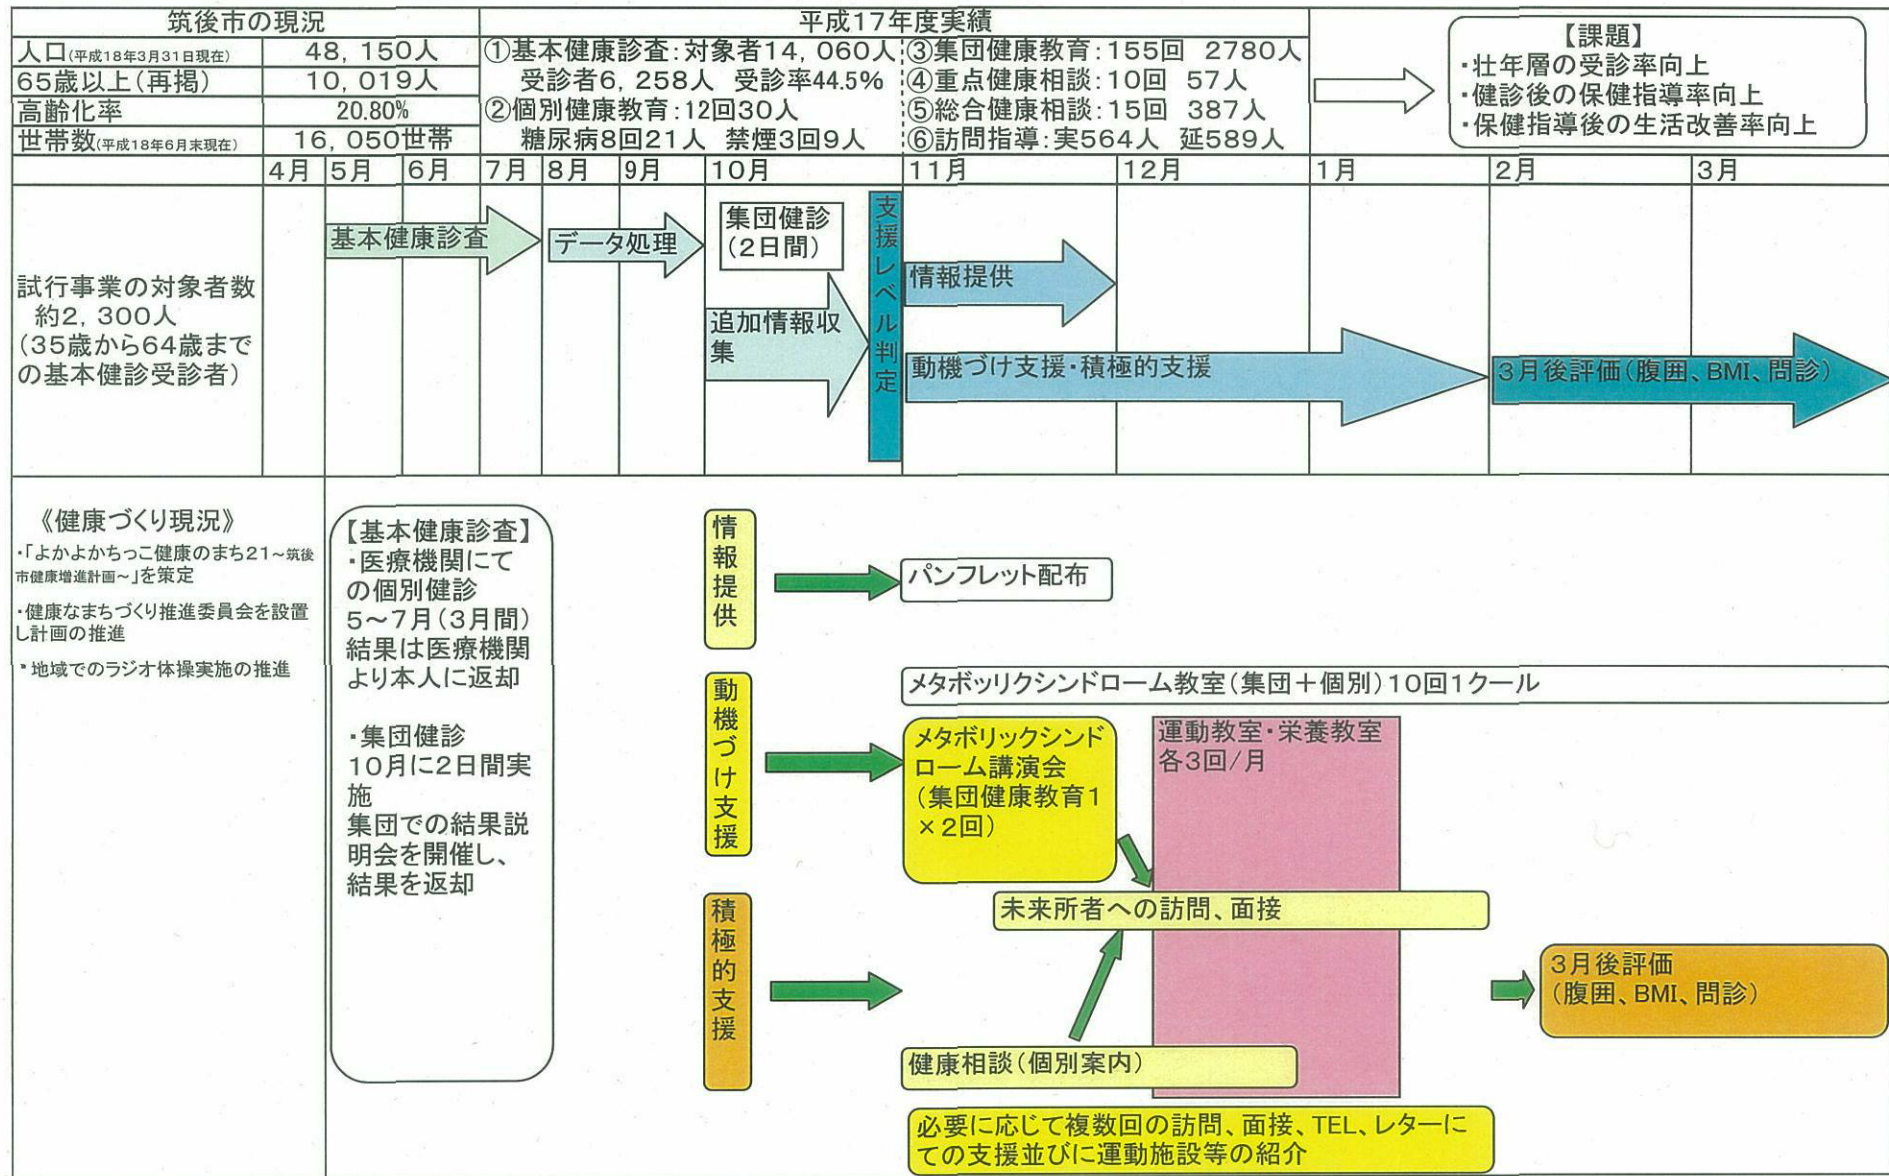 筑後市の現況
平成17年度実績
人口(平成18年3月31日現在) 48,150人
65歳以上(再掲) 10,019人
高齢化率 20.80%
世帯数(平成18年6月末現在) 16,050世帯
①基本健康診査:対象者14,060人
受診者6,258人 受診率44.5%
②個別健康教育:12回30人
糖尿病8回21人 禁煙3回9人
③集団健康教育:155回 2780人
④重点健康相談:10回 57人
⑤総合健康相談:15回 387人
⑥訪問指導:実564人 延589人
【課題】
・壮年層の受診率向上
・健診後の保健指導率向上
・保健指導後の生活改善率向上
4月 5月 6月 7月 8月 9月 10月 11月 12月 1月 2月 3月
試行事業の対象者数
約2,300人
(35歳から64歳まで
の基本健診受診者)
基本健康診査
データ処理
集団健診
(2日間)
追加情報収
集
支援レベル判定
情報提供
動機づけ支援・積極的支援
3月後評価(腹囲、BMI、問診)
《健康づくり現況》
・「よかよかちっこ健康のまち21~筑後
市健康増進計画~」を策定
・健康なまちづくり推進委員会を設置
し計画の推進
・地域でのラジオ体操実施の推進
【基本健康診査】
・医療機関にて
の個別健診
5~7月(3月間)
結果は医療機関
より本人に返却
・集団健診
10月に2日間実
施
集団での結果説
明会を開催し、
結果を返却
情報提供
パンフレット配布
動機づけ支援
メタボッリクシンドローム教室(集団+個別)10回1クール
メタボリックシンド
ローム講演会
(集団健康教育1
×2回)
運動教室・栄養教室
各3回/月
未来所者への訪問、面接
積極的支援
3月後評価
(腹囲、BMI、問診)
健康相談(個別案内)
必要に応じて複数回の訪問、面接、TEL、レターに
ての支援並びに運動施設等の紹介